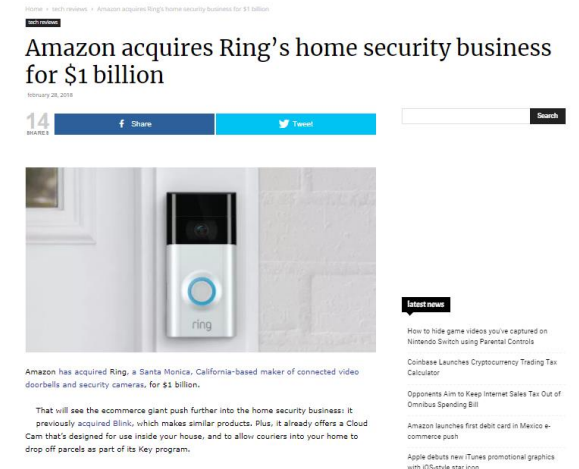 Home › tech reviews › Amazon acquires Ring's home security business for $1 billion
tech reviews
Amazon acquires Ring's home security business
for $1 billion
february 28, 2018
14
SHARES
Share
Tweet
Search
ring
Amazon has acquired Ring, a Santa Monica, California-based maker of connected video
doorbells and security cameras, for $1 billion.
That will see the ecommerce giant push further into the home security business: it
previously acquired Blink, which makes similar products. Plus, it already offers a Cloud
Cam that's designed for use inside your house, and to allow couriers into your home to
drop off parcels as part of its Key program.
latest news
How to hide game videos you've captured on
Nintendo Switch using Parental Controls
Coinbase Launches Cryptocurrency Trading Tax
Calculator
Opponents Aim to Keep Internet Sales Tax Out of
Omnibus Spending Bill
Amazon launches first debit card in Mexico e-
commerce push
Apple debuts new iTunes promotional graphics
with iOS-style star icon